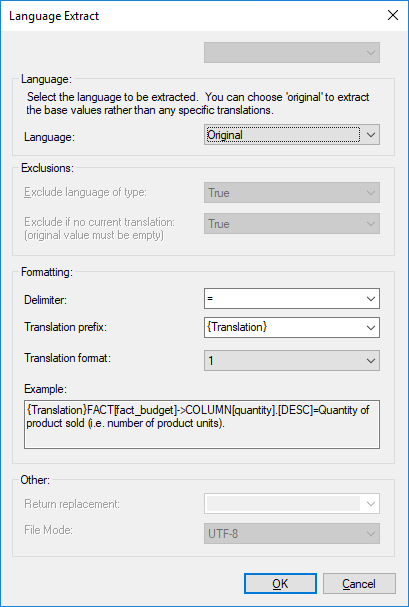 Language Extract
Language:
Select the language to be extracted. You can choose 'original' to extract
the base values rather than any specific translations.
Language: Original
Exclusions:
Exclude language of type: True
Exclude if no current translation: True
(original value must be empty)
Formatting:
Delimiter: =
Translation prefix: {Translation}
Translation format: 1
Example:
{Translation}FACT[fact_budget]->COLUMN[quantity].[DESC]=Quantity of
product sold (i.e. number of product units).
Other:
Return replacement:
File Mode: UTF-8
OK Cancel